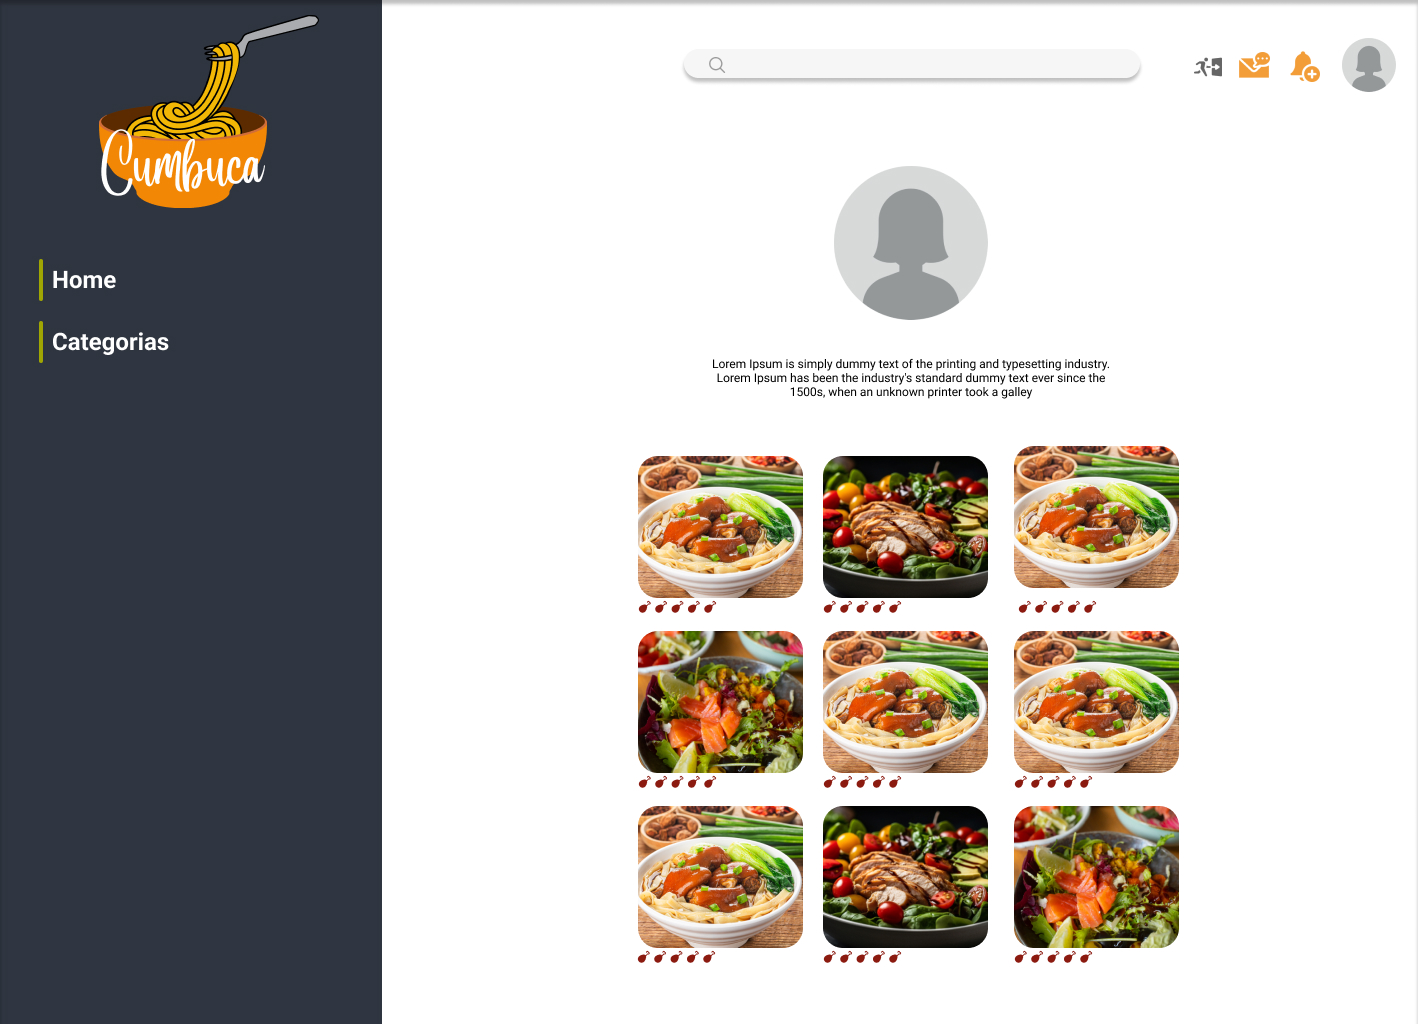 Cumbuca
Home
Categorias
Lorem Ipsum is simply dummy text of the printing and typesetting industry.
Lorem Ipsum has been the industry's standard dummy text ever since the
1500s, when an unknown printer took a galley